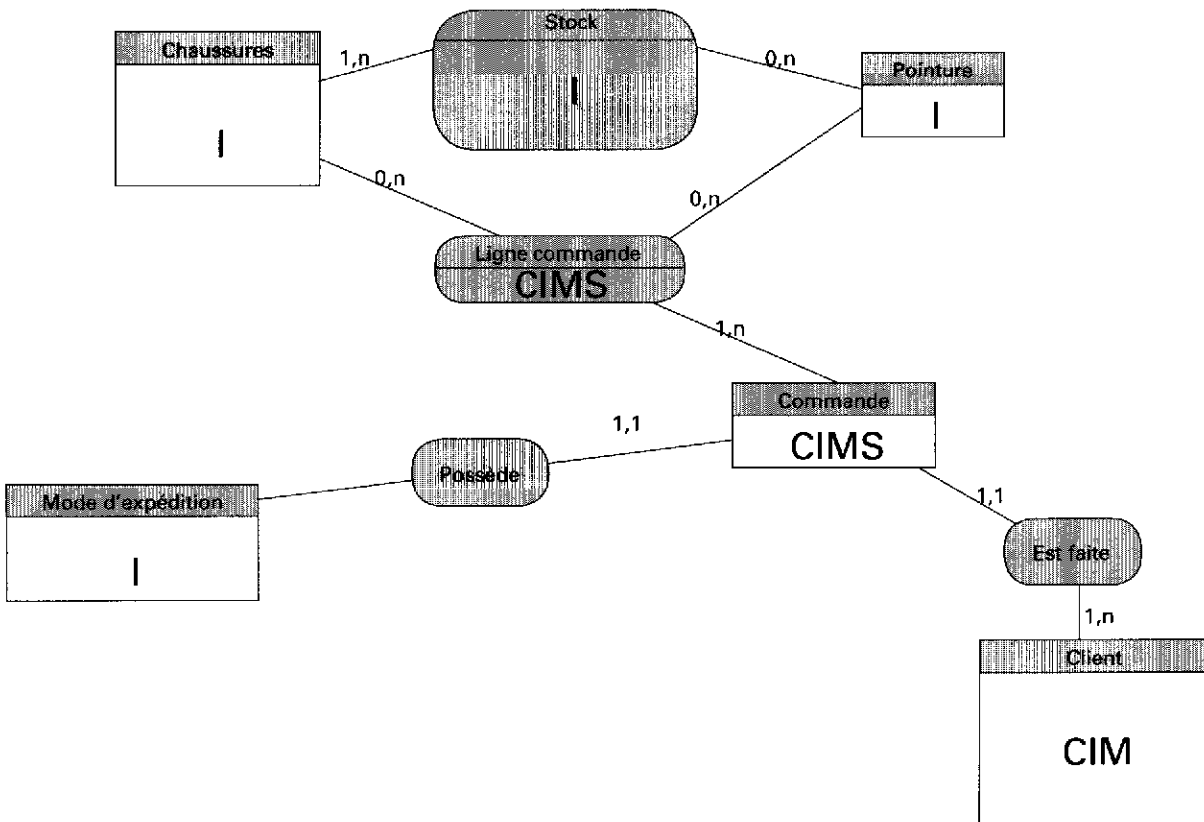 Stock
Chaussures
1,n
0,n
Pointure
I
I
I
0,n
0,n
Ligne commande
CIMS
1,n
Commande
1,1
CIMS
Possède
Mode d'expédition
1,1
I
Est faite
1,n
Client
CIM